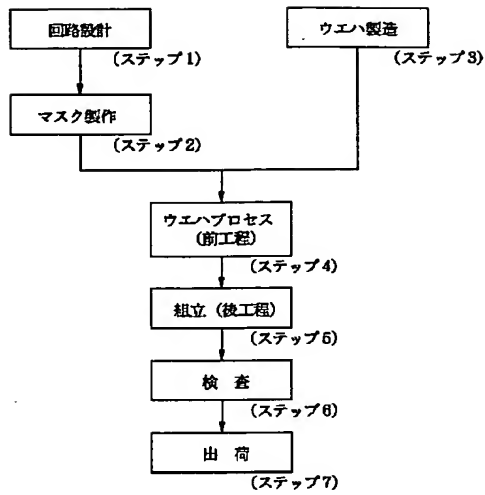 回路設計
(ステップ1)
ウエハ製造
(ステップ3)
マスク製作
(ステップ2)
ウエハプロセス
(前工程)
(ステップ4)
組立(後工程)
(ステップ5)
検 査
(ステップ6)
出 荷
(ステップ7)